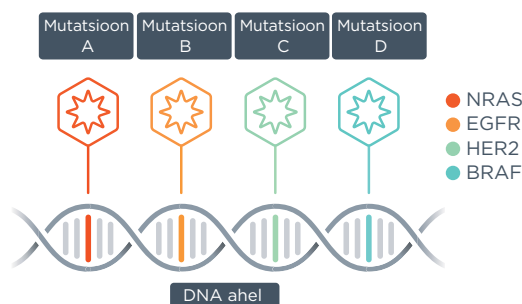 Mutatsioon
A
Mutatsioon
B
Mutatsioon
C
Mutatsioon
D
NRAS
EGFR
HER2
BRAF
DNA ahel